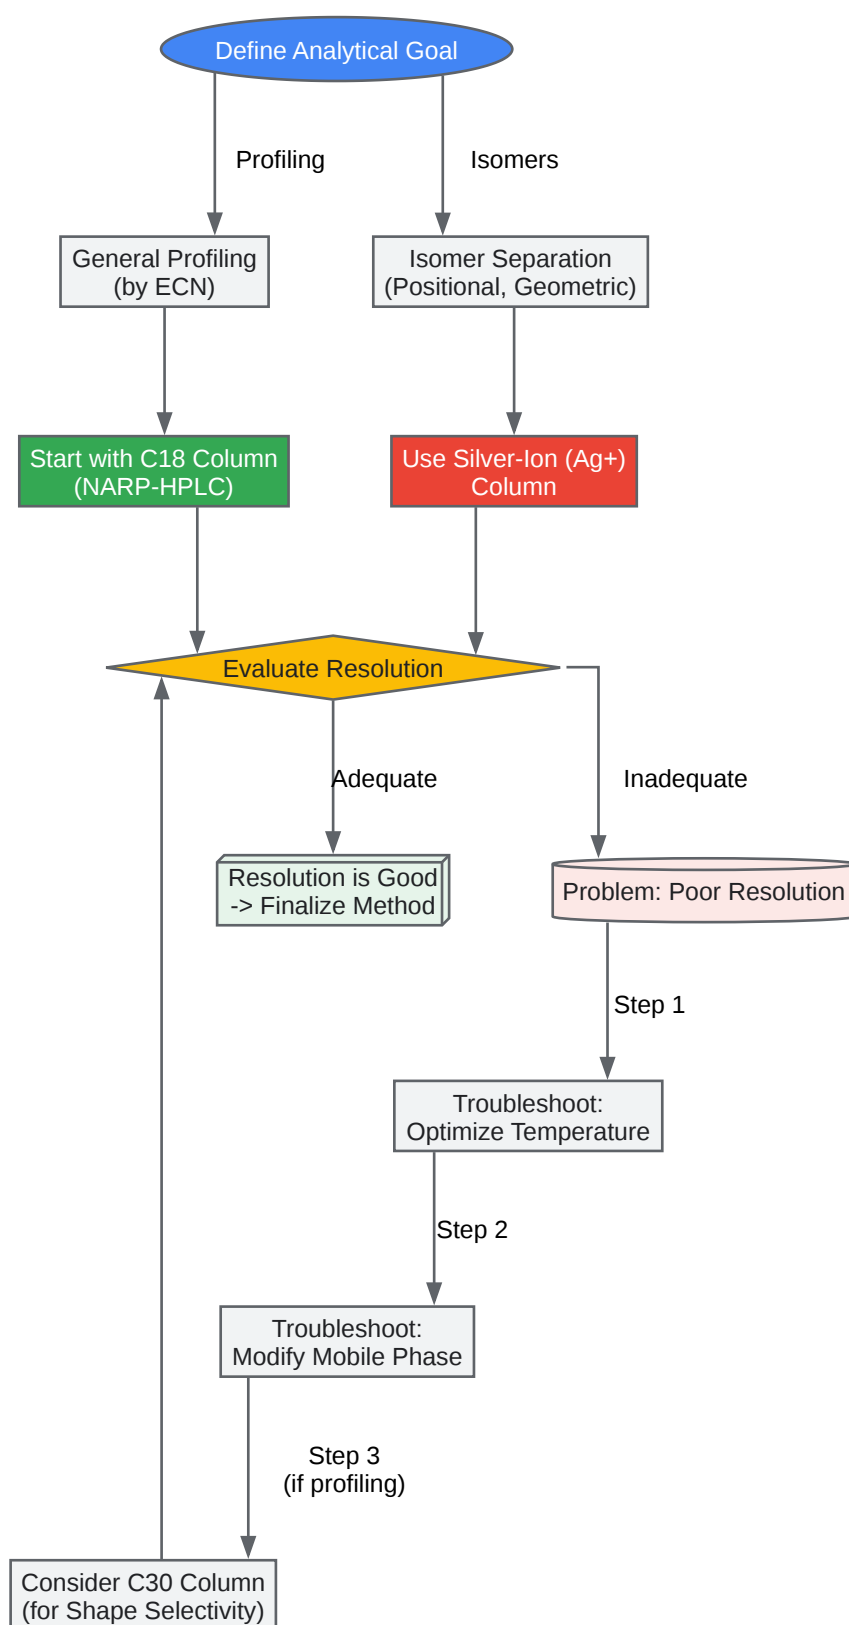 Define Analytical Goal
Profiling
Isomers
General Profiling
(by ECN)
Isomer Separation
(Positional, Geometric)
Start with C18 Column
(NARP-HPLC)
Use Silver-Ion (Ag+)
Column
Evaluate Resolution
Adequate
Inadequate
Resolution is Good
-> Finalize Method
Problem: Poor Resolution
Step 1
Troubleshoot:
Optimize Temperature
Step 2
Troubleshoot:
Modify Mobile Phase
Step 3
(if profiling)
Consider C30 Column
(for Shape Selectivity)